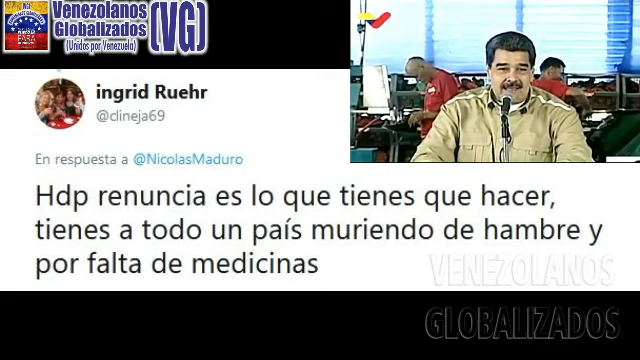 Venezolanos
Globalizados
(Unidos por Venezuela)
(VG)
ingrid Ruehr
@clineja69
En respuesta a @NicolasMaduro
Hdp renuncia es lo que tienes que hacer,
tienes a todo un país muriendo de hambre y
por falta de medicinas
VENEZOLANOS
GLOBALIZADOS